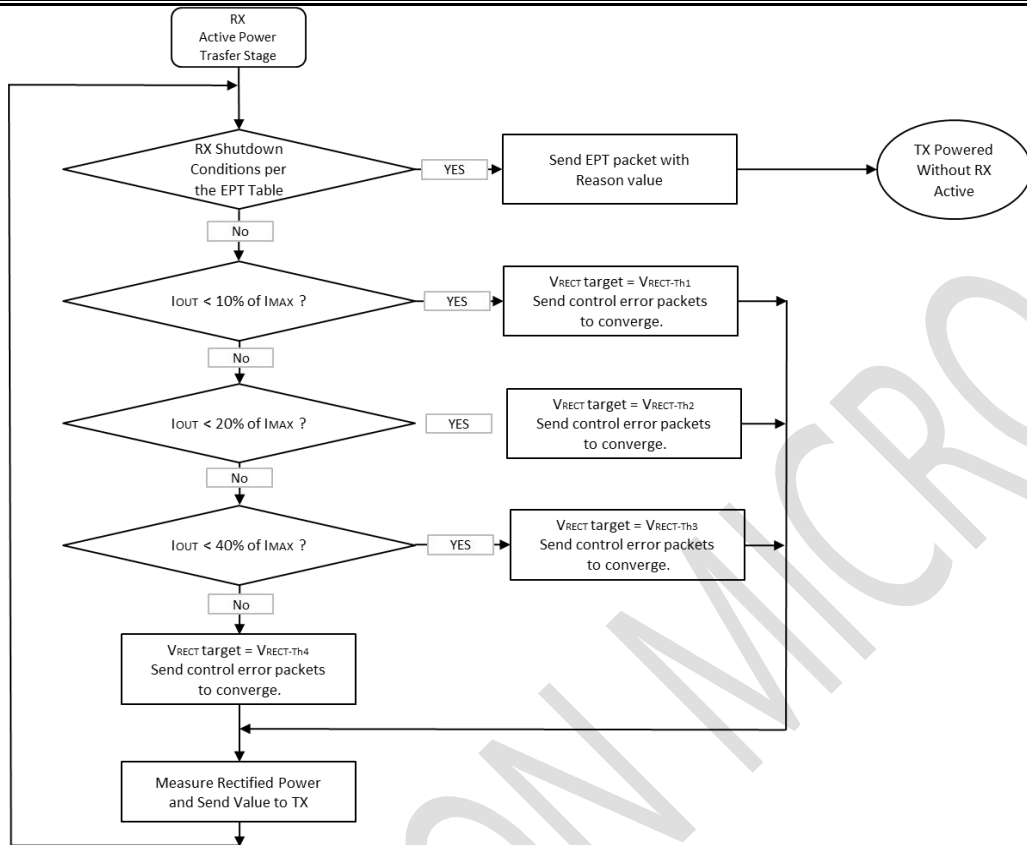 RX
Active Power
Trasfer Stage
RX Shutdown
Conditions per
the EPT Table
YES
Send EPT packet with
Reason value
TX Powered
Without RX
Active
No
IOUT < 10% of IMAX ?
YES
VRECT target = VRECT-Th1
Send control error packets
to converge.
No
IOUT < 20% of IMAX ?
YES
VRECT target = VRECT-Th2
Send control error packets
to converge.
No
IOUT < 40% of IMAX ?
YES
VRECT target = VRECT-Th3
Send control error packets
to converge.
No
VRECT target = VRECT-Th4
Send control error packets
to converge.
Measure Rectified Power
and Send Value to TX
ON MICRO